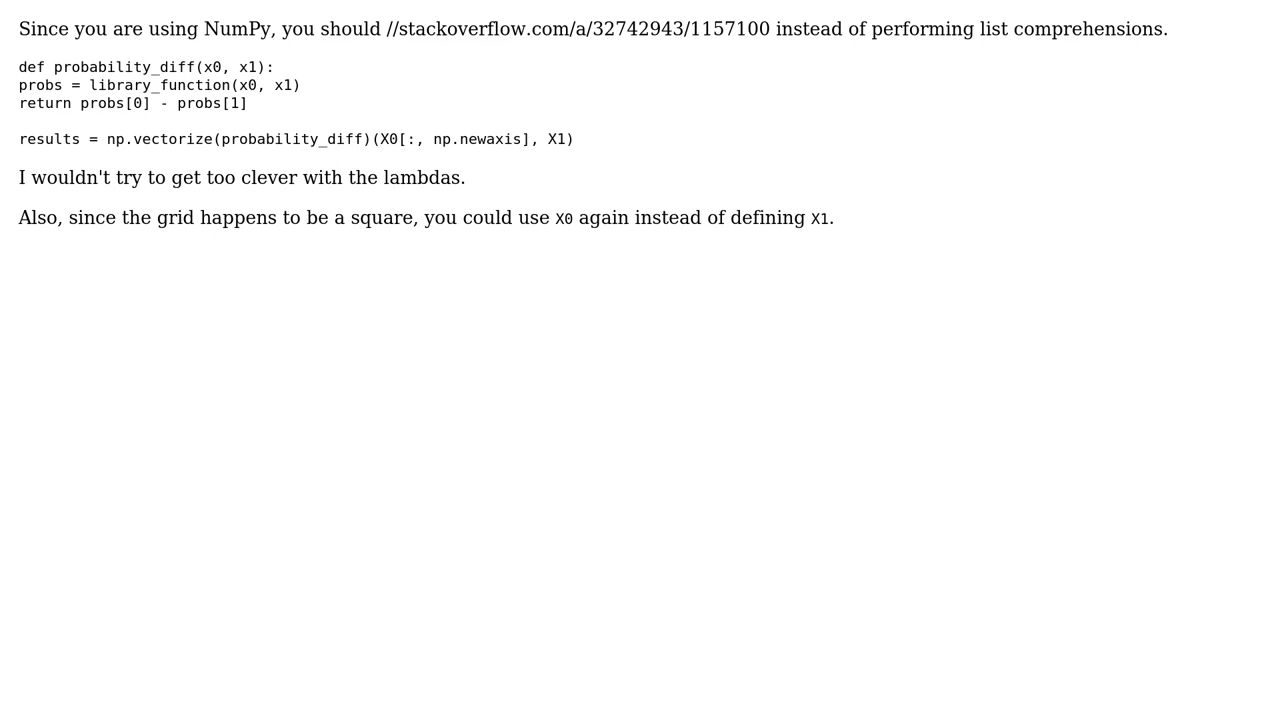 Since you are using NumPy, you should //stackoverflow.com/a/32742943/1157100 instead of performing list comprehensions.
def probability_diff(x0, x1):
probs = library_function(x0, x1)
return probs[0] - probs[1]
results = np.vectorize(probability_diff)(X0[:, np.newaxis], X1)
I wouldn't try to get too clever with the lambdas.
Also, since the grid happens to be a square, you could use X0 again instead of defining X1.